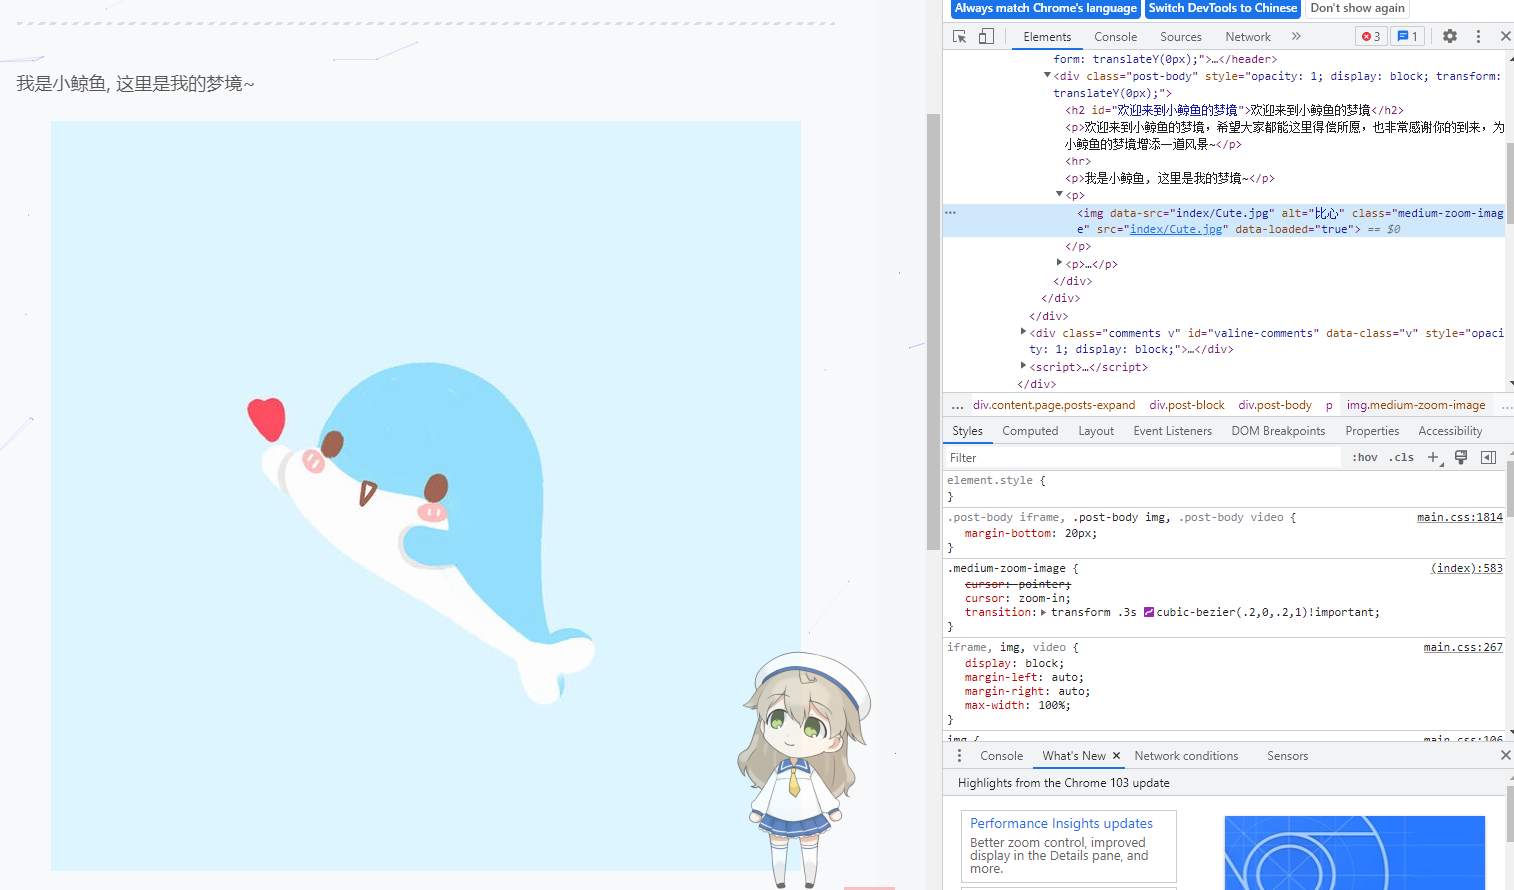 我是小鲸鱼, 这里是我的梦境~
Always match Chrome's language Switch DevTools to Chinese Don't show again
Elements Console Sources Network » 3 1
form: translateY(0px);">…</header>
<div class="post-body" style="opacity: 1; display: block; transform:
translateY(0px);">
<h2 id="欢迎来到小鲸鱼的梦境">欢迎来到小鲸鱼的梦境</h2>
<p>欢迎来到小鲸鱼的梦境，希望大家都能这里得偿所愿，也非常感谢你的到来，为
小鲸鱼的梦境增添一道风景~</p>
<hr>
<p>我是小鲸鱼, 这里是我的梦境~</p>
<p>
<img data-src="index/Cute.jpg" alt="比心" class="medium-zoom-imag
e" src="index/Cute.jpg" data-loaded="true"> == $0
</p>
<p>…</p>
</div>
</div>
</div>
<div class="comments v" id="valine-comments" data-class="v" style="opaci
ty: 1; display: block;">…</div>
<script>…</script>
</div>
… div.content.page.posts-expand div.post-block div.post-body p img.medium-zoom-image …
Styles Computed Layout Event Listeners DOM Breakpoints Properties Accessibility
Filter :hov .cls +
element.style {
}
.post-body iframe, .post-body img, .post-body video { main.css:1814
margin-bottom: 20px;
}
.medium-zoom-image { (index):583
cursor: pointer;
cursor: zoom-in;
transition: transform .3s cubic-bezier(.2,0,.2,1)!important;
}
iframe, img, video { main.css:267
display: block;
margin-left: auto;
margin-right: auto;
max-width: 100%;
}
img { main.css:106
Console What's New × Network conditions Sensors
Highlights from the Chrome 103 update
Performance Insights updates
Better zoom control, improved
display in the Details pane, and
more.